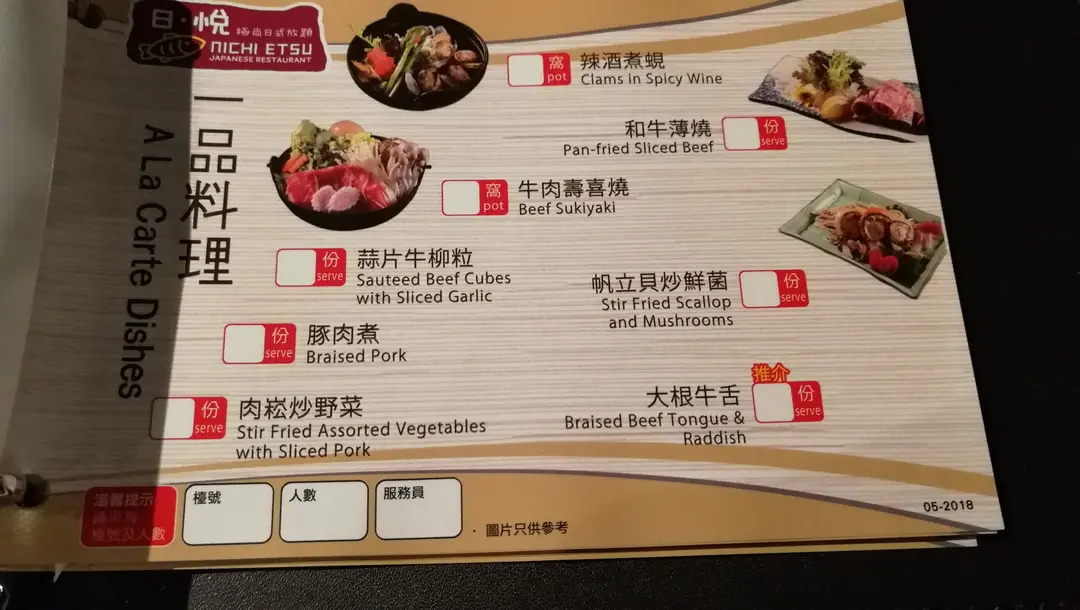 日・悅
極尚日式放題
NICHI ETSU
JAPANESE RESTAURANT
一品料理
A La Carte Dishes
窩
pot
辣酒煮蜆
Clams in Spicy Wine
和牛薄燒
Pan-fried Sliced Beef
份
serve
窩
pot
牛肉壽喜燒
Beef Sukiyaki
份
serve
蒜片牛柳粒
Sauteed Beef Cubes
with Sliced Garlic
帆立貝炒鮮菌
Stir Fried Scallop
and Mushrooms
份
serve
份
serve
豚肉煮
Braised Pork
推介
大根牛舌
Braised Beef Tongue &
Raddish
份
serve
份
serve
肉崧炒野菜
Stir Fried Assorted Vegetables
with Sliced Pork
溫馨提示
檯號及人數
檯號
人數
服務員
．圖片只供參考
05-2018